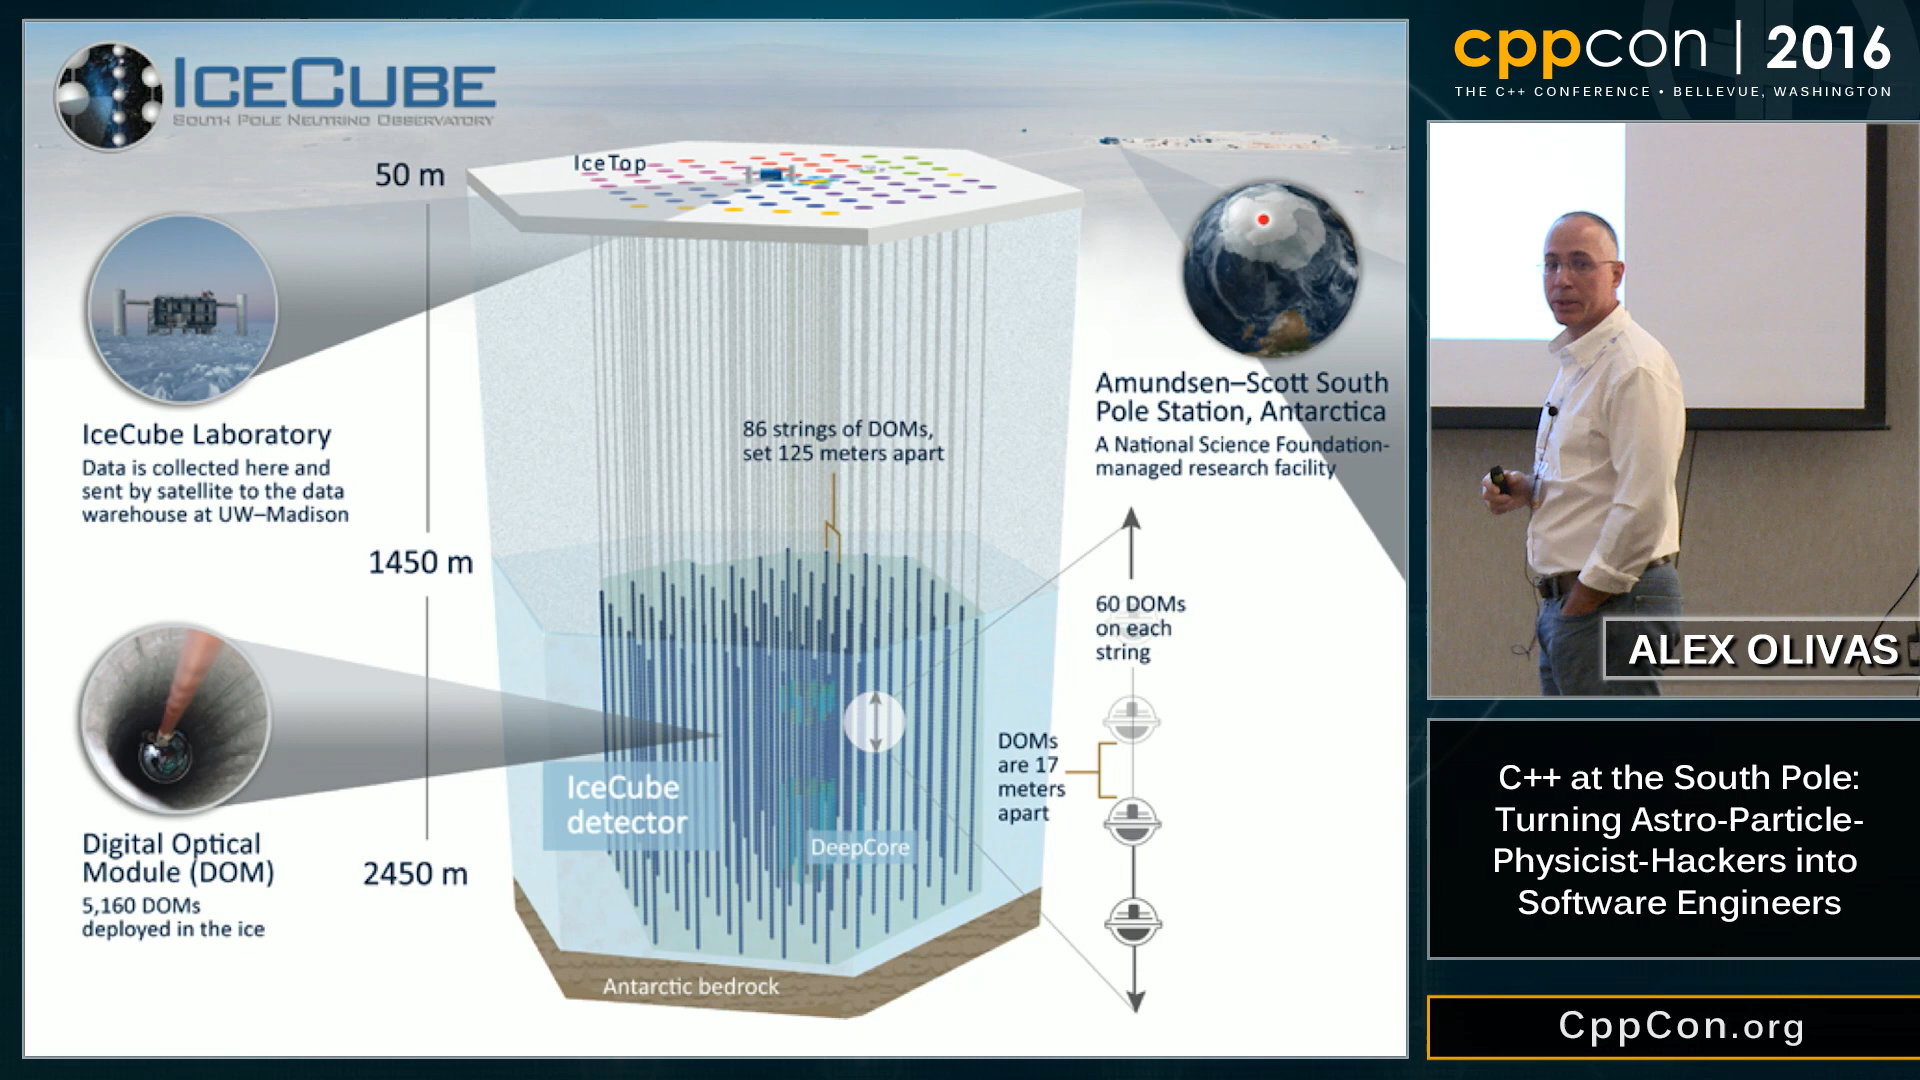 ICECUBE
SOUTH POLE NEUTRINO OBSERVATORY
50 m
IceTop
IceCube Laboratory
Data is collected here and
sent by satellite to the data
warehouse at UW–Madison
86 strings of DOMs,
set 125 meters apart
Amundsen–Scott South
Pole Station, Antarctica
A National Science Foundation-
managed research facility
1450 m
60 DOMs
on each
string
DOMs
are 17
meters
apart
IceCube
detector
DeepCore
Digital Optical
Module (DOM)
5,160 DOMs
deployed in the ice
2450 m
Antarctic bedrock
cppcon | 2016
THE C++ CONFERENCE • BELLEVUE, WASHINGTON
ALEX OLIVAS
C++ at the South Pole:
Turning Astro-Particle-
Physicist-Hackers into
Software Engineers
CppCon.org